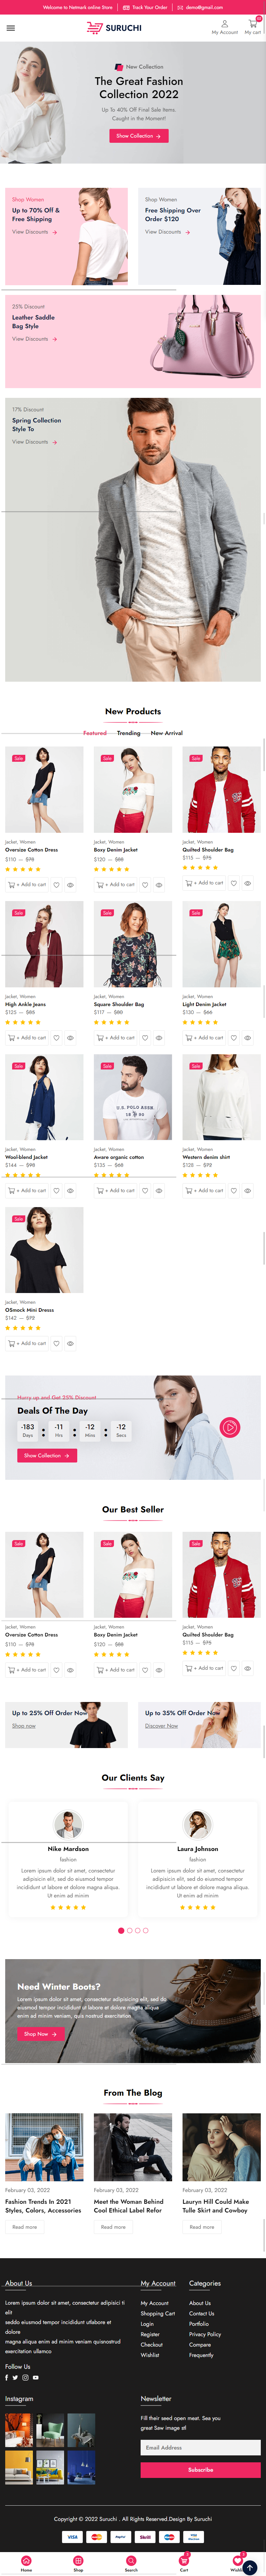 Welcome to Netmark online Store
Track Your Order
demo@gmail.com
SURUCHI
My Account
My cart
New Collection
The Great Fashion
Collection 2022
Up To 40% Off Final Sale Items.
Caught in the Moment!
Show Collection
Shop Women
Up to 70% Off &
Free Shipping
View Discounts
Shop Women
Free Shipping Over
Order $120
View Discounts
25% Discount
Leather Saddle
Bag Style
View Discounts
17% Discount
Spring Collection
Style To
View Discounts
New Products
Featured
Trending
New Arrival
Sale
Jacket, Women
Oversize Cotton Dress
$110 — $78
+ Add to cart
Sale
Jacket, Women
Boxy Denim Jacket
$120 — $88
+ Add to cart
Sale
Jacket, Women
Quilted Shoulder Bag
$115 — $75
+ Add to cart
Sale
Jacket, Women
High Ankle Jeans
$125 —
+ Add to cart
Sale
Jacket, Women
Square Shoulder Bag
$117 —
+ Add to cart
Sale
Jacket, Women
Light Denim Jacket
$130 —
+ Add to cart
Jacket, Women
Wool-blend Jacket
$144 — $98
+ Add to cart
Jacket, Women
Aware organic cotton
$135 —
+ Add to cart
Jacket, Women
Western denim shirt
$128 — $72
+ Add to cart
Sale
Jacket, Women
OSmock Mini Dresss
$142 — $72
+ Add to cart
Hurry up and Get 25% Discount
Deals Of The Day
-183
Days
-11
Hrs
-12
Mins
-12
Secs
Show Collection
Our Best Seller
Sale
Jacket, Women
Oversize Cotton Dress
$110 — $78
+ Add to cart
Sale
Jacket, Women
Boxy Denim Jacket
$120 — $88
+ Add to cart
Sale
Jacket, Women
Quilted Shoulder Bag
$115 — $75
+ Add to cart
Up to 25% Off Order Now
Shop now
Up to 35% Off Order Now
Discover Now
Our Clients Say
Nike Mardson
fashion
Lorem ipsum dolor sit amet, consectetur
adipisicin elit, sed do eiusmod tempor
incididunt ut labore et dolore magna aliqua.
Ut enim ad minim
Laura Johnson
fashion
Lorem ipsum dolor sit amet, consectetur
adipisicin elit, sed do eiusmod tempor
incididunt ut labore et dolore magna aliqua.
Ut enim ad minim
Need Winter Boots?
Lorem ipsum dolor sit amet, consectetur adipisicing elit, sed do
eiusmod tempor incididunt ut labore et dolore magna aliqua
enim ad minim veniam, quis nostrud exercitation
Shop Now
From The Blog
February 03, 2022
Fashion Trends In 2021
Styles, Colors, Accessories
Read more
February 03, 2022
Meet the Woman Behind
Cool Ethical Label Refor
Read more
February 03, 2022
Lauryn Hill Could Make
Tulle Skirt and Cowboy
Read more
About Us
Lorem ipsum dolor sit amet, consectetur adipisici ti
elit
seddo eiusmod tempor incididunt utlabore et
dolore
magna aliqua enim ad minim veniam quisnostrud
exercitation ullamco
Follow Us
My Account
My Account
Shopping Cart
Login
Register
Checkout
Wishlist
Categories
About Us
Contact Us
Portfolio
Privacy Policy
Compare
Frequently
Instagram
Newsletter
Fill their seed open meat. Sea you
great Saw image stl
Email Address
Subscribe
Copyright © 2022 Suruchi . All Rights Reserved.Design By Suruchi
VISA
PayPal
Skrill
Home
Shop
Search
Cart